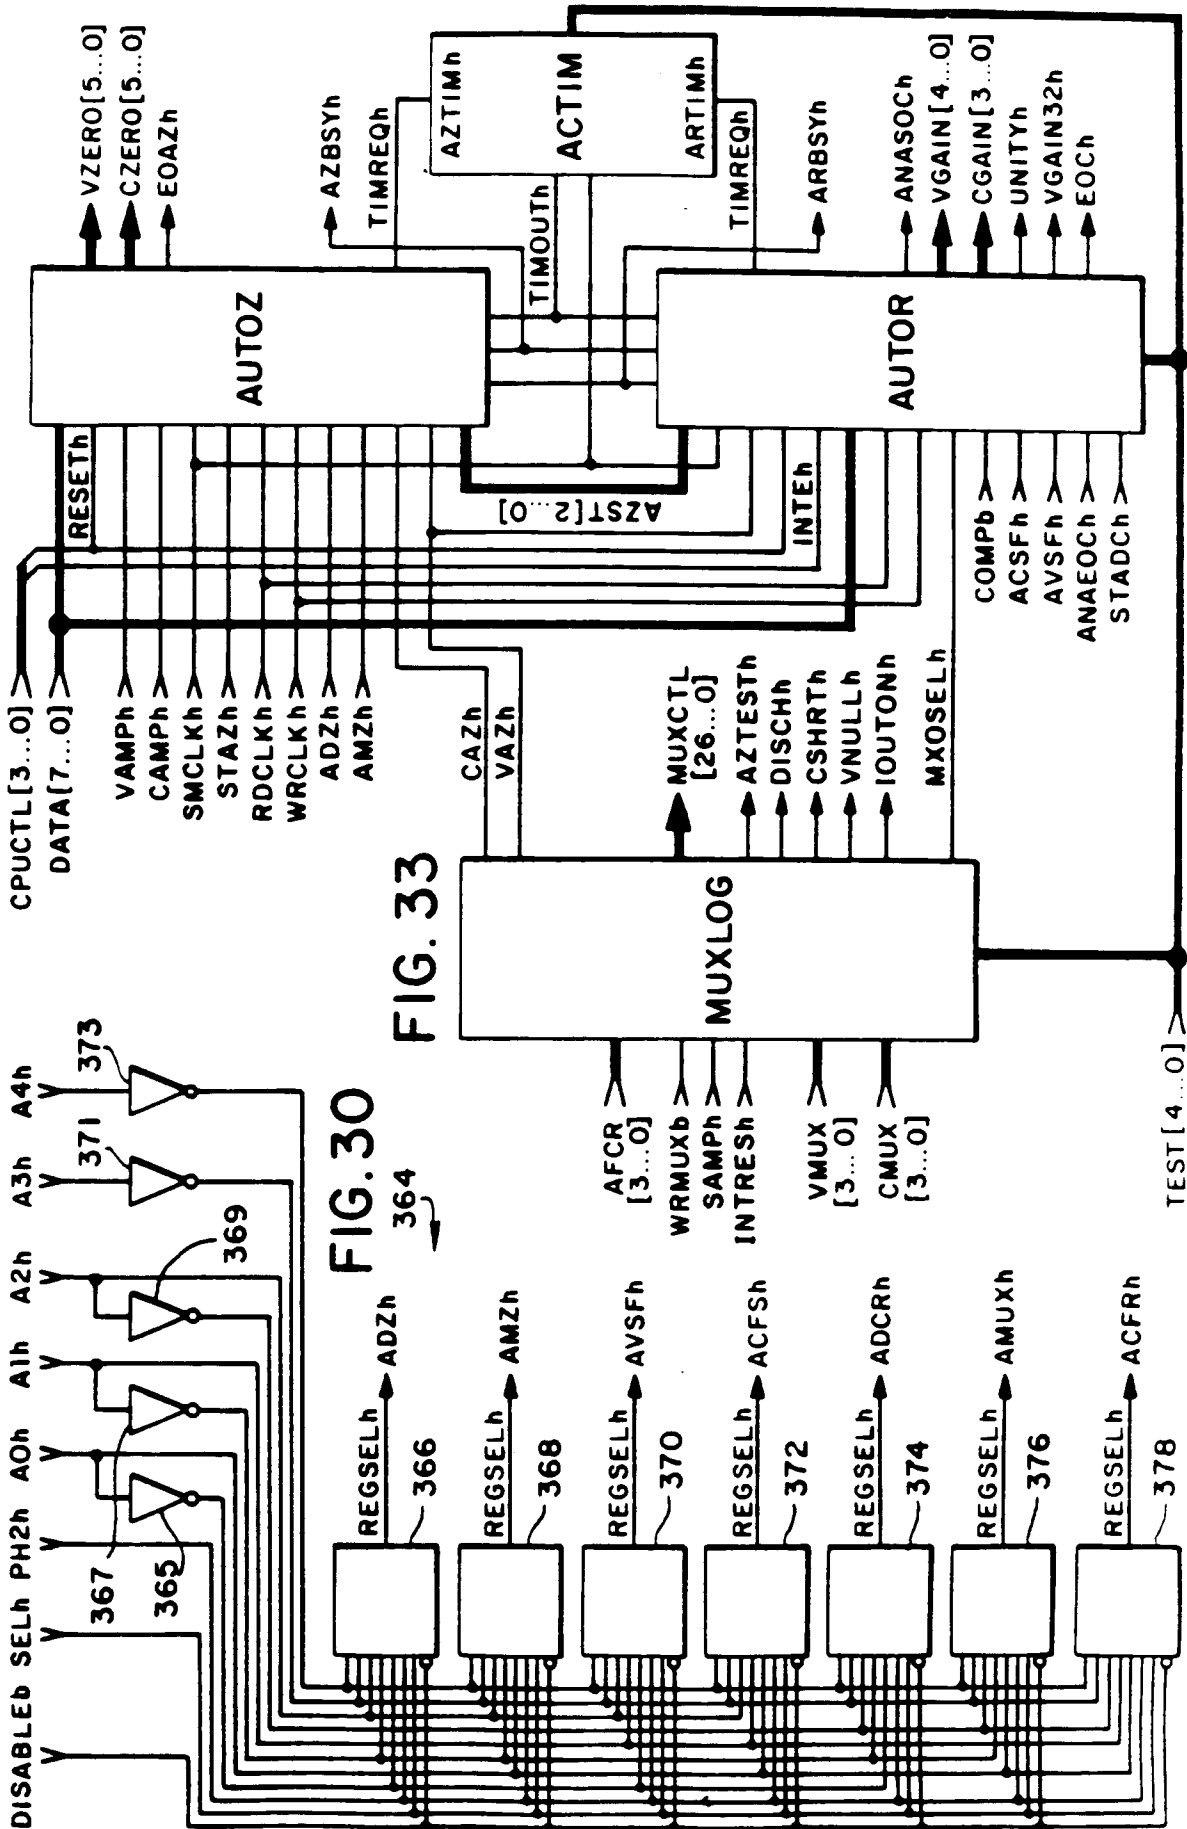 CPUCTL[3...0]
DATA[7...0]
VAMPh
CAMPh
SMCLKh
STAZh
RDCLKh
WRCLKh
ADZh
AMZh
RESETh
AUTOZ
VZERO[5...0]
CZERO[5...0]
EOAZh
AZBSYh
TIMREQh
AZTIMh
ACTIM
ARTIMh
TIMOUTh
TIMREQh
ARBSYh
AZST[2...0]
INTEh
AUTOR
ANASOCh
VGAIN[4...0]
CGAIN[3...0]
UNITYh
VGAIN32h
EOCh
COMPb
ACSFh
AVSFh
ANAEOCh
STADCh
CAZh
VAZh
FIG. 33
MUXLOG
MUXCTL
[26...0]
AZTESTh
DISCHh
CSHRTh
VNULLh
IOUTONh
MXOSELh
AFCR
[3...0]
WRMUXb
SAMPh
INTRESh
VMUX
[3...0]
CMUX
[3...0]
TEST[4...0]
FIG. 30
364
DISABLEb
SELh
PH2h
A0h
A1h
A2h
A3h
A4h
365
367
369
371
373
REGSELh
ADZh
366
REGSELh
AMZh
368
REGSELh
AVSFh
370
REGSELh
ACFSh
372
REGSELh
ADCRh
374
REGSELh
AMUXh
376
REGSELh
ACFRh
378